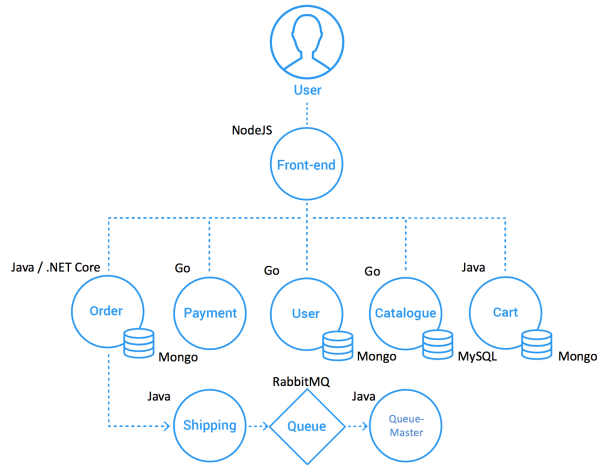 User
NodeJS
Front-end
Java / .NET Core
Go
Go
Go
Java
Order
Payment
User
Catalogue
Cart
Mongo
Mongo
MySQL
Mongo
Java
RabbitMQ
Java
Shipping
Queue
Queue-
Master